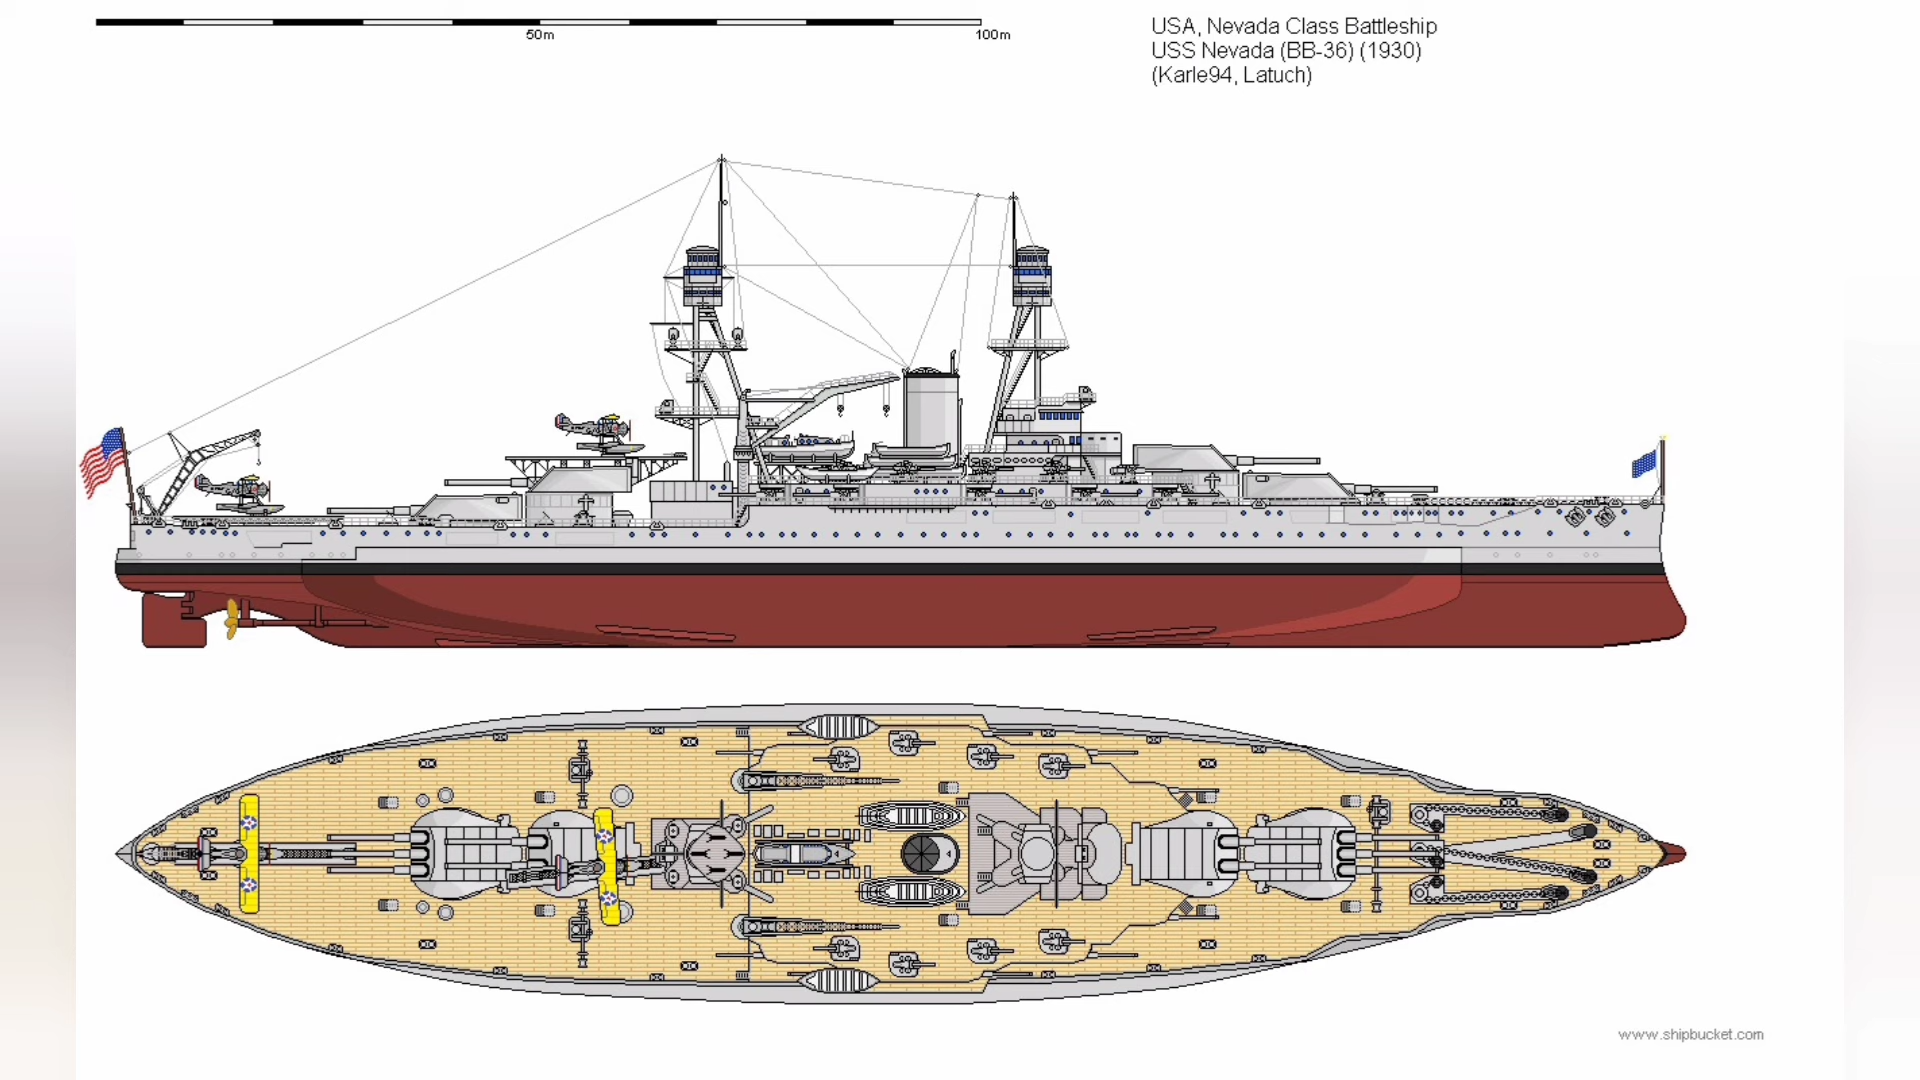 50m
100m
USA, Nevada Class Battleship
USS Nevada (BB-36) (1930)
(Karle94, Latuch)
www.shipbucket.com